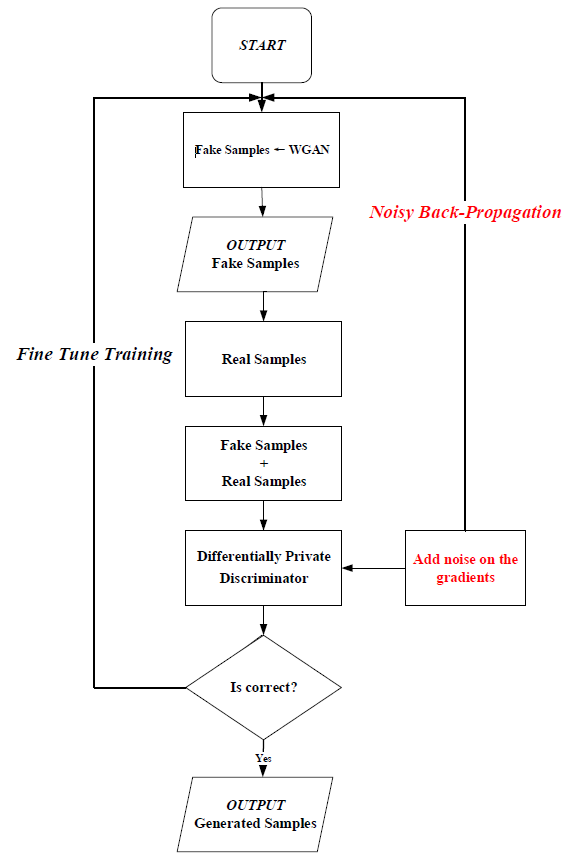 START
Fake Samples ← WGAN
Noisy Back-Propagation
OUTPUT
Fake Samples
Fine Tune Training
Real Samples
Fake Samples
+
Real Samples
Differentially Private
Discriminator
Add noise on the
gradients
Is correct?
Yes
OUTPUT
Generated Samples